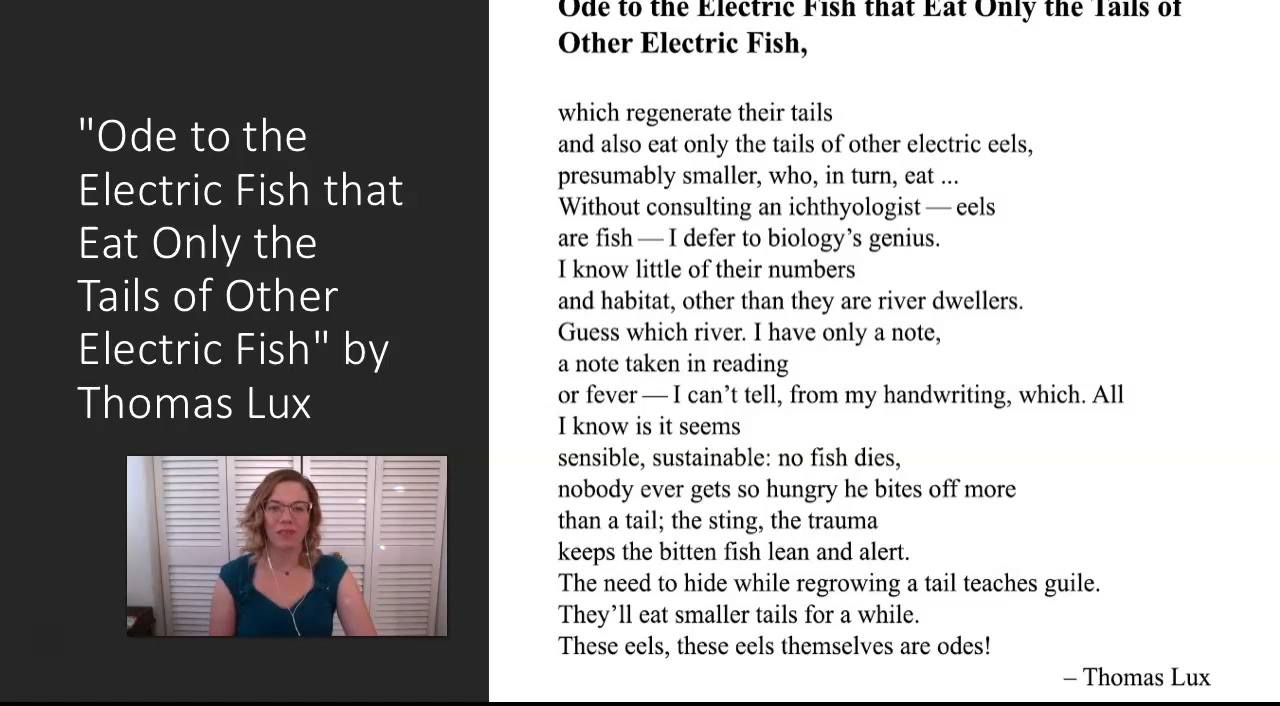 "Ode to the
Electric Fish that
Eat Only the
Tails of Other
Electric Fish" by
Thomas Lux
Ode to the Electric Fish that Eat Only the Tails of
Other Electric Fish,
which regenerate their tails
and also eat only the tails of other electric eels,
presumably smaller, who, in turn, eat ...
Without consulting an ichthyologist — eels
are fish — I defer to biology’s genius.
I know little of their numbers
and habitat, other than they are river dwellers.
Guess which river. I have only a note,
a note taken in reading
or fever — I can’t tell, from my handwriting, which. All
I know is it seems
sensible, sustainable: no fish dies,
nobody ever gets so hungry he bites off more
than a tail; the sting, the trauma
keeps the bitten fish lean and alert.
The need to hide while regrowing a tail teaches guile.
They’ll eat smaller tails for a while.
These eels, these eels themselves are odes!
– Thomas Lux